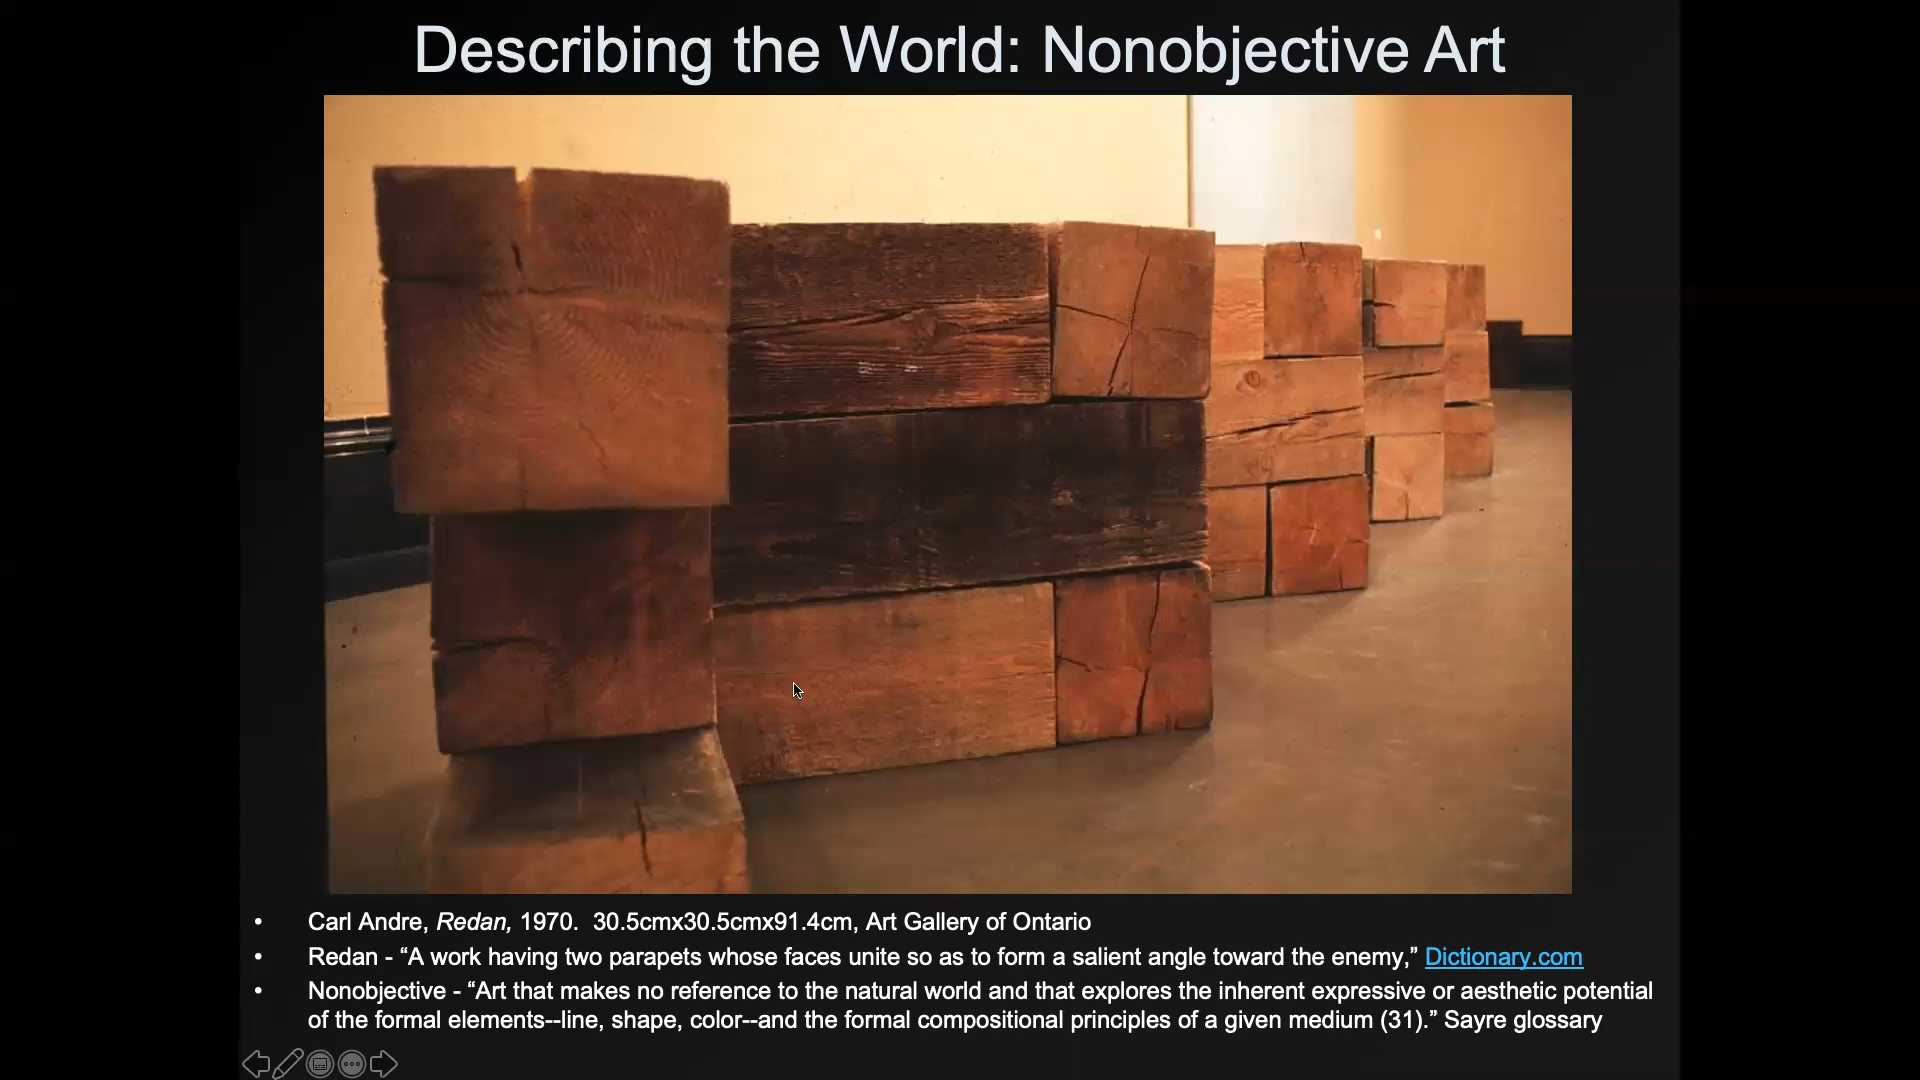 Describing the World: Nonobjective Art
• Carl Andre, Redan, 1970.  30.5cmx30.5cmx91.4cm, Art Gallery of Ontario
• Redan - “A work having two parapets whose faces unite so as to form a salient angle toward the enemy,” Dictionary.com
• Nonobjective - “Art that makes no reference to the natural world and that explores the inherent expressive or aesthetic potential
of the formal elements--line, shape, color--and the formal compositional principles of a given medium (31).” Sayre glossary